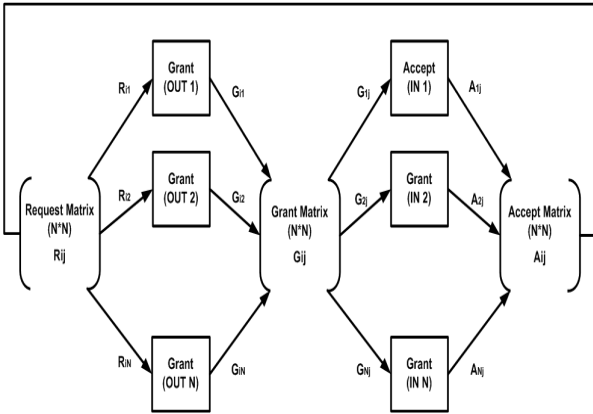 Grant
(OUT 1)
Accept
(IN 1)
Ri1
Gi1
G1j
A1j
Request Matrix
(N*N)
Rij
Ri2
Grant
(OUT 2)
Gi2
Grant Matrix
(N*N)
Gij
G2j
Grant
(IN 2)
A2j
Accept Matrix
(N*N)
Aij
RiN
Grant
(OUT N)
GiN
GNj
Grant
(IN N)
ANj